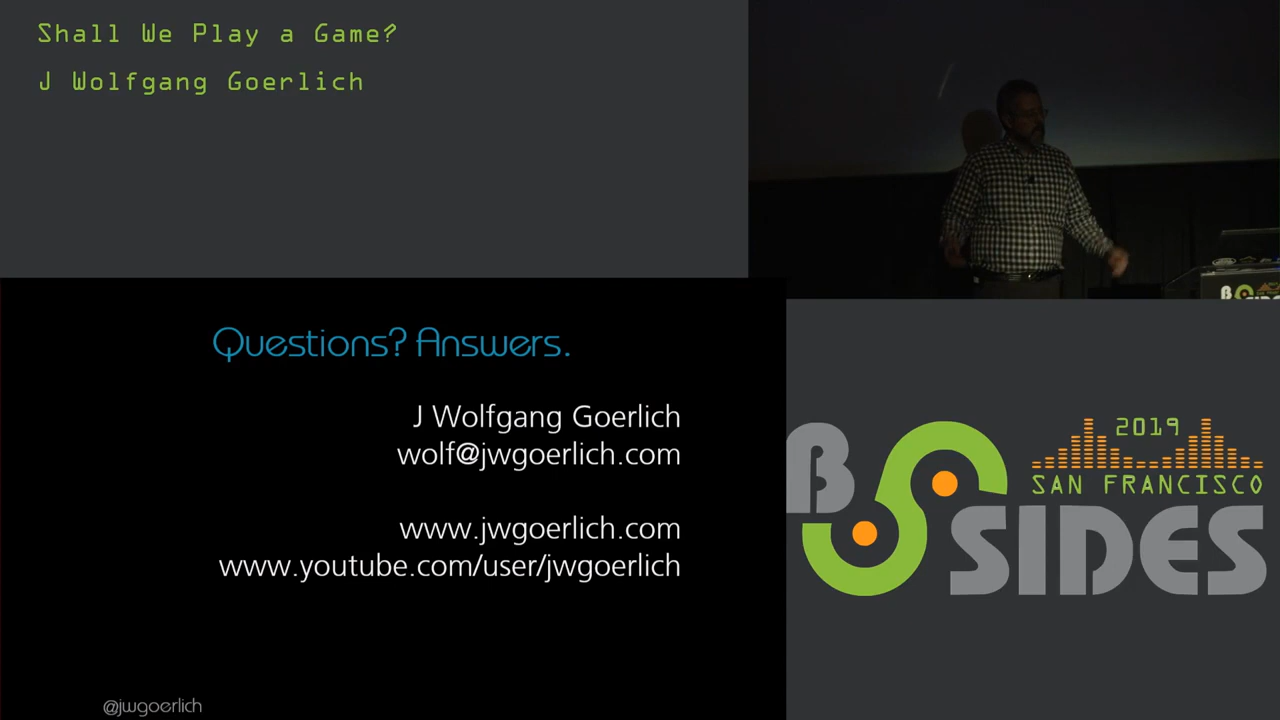 Shall We Play a Game?
J Wolfgang Goerlich
Questions? Answers.
J Wolfgang Goerlich
wolf@jwgoerlich.com
www.jwgoerlich.com
www.youtube.com/user/jwgoerlich
@jwgoerlich
2019
SAN FRANCISCO
BSIDES